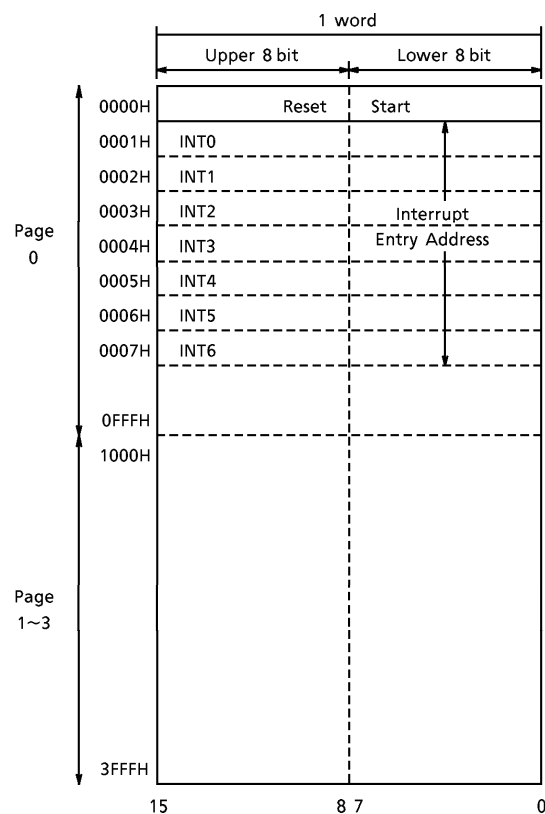 1 word
Upper 8 bit Lower 8 bit
0000H Reset Start
0001H INT0
0002H INT1
0003H INT2 Interrupt
Page 0004H INT3 Entry Address
0
0005H INT4
0006H INT5
0007H INT6
0FFFH
1000H
Page
1~3
3FFFH
15 8 7 0